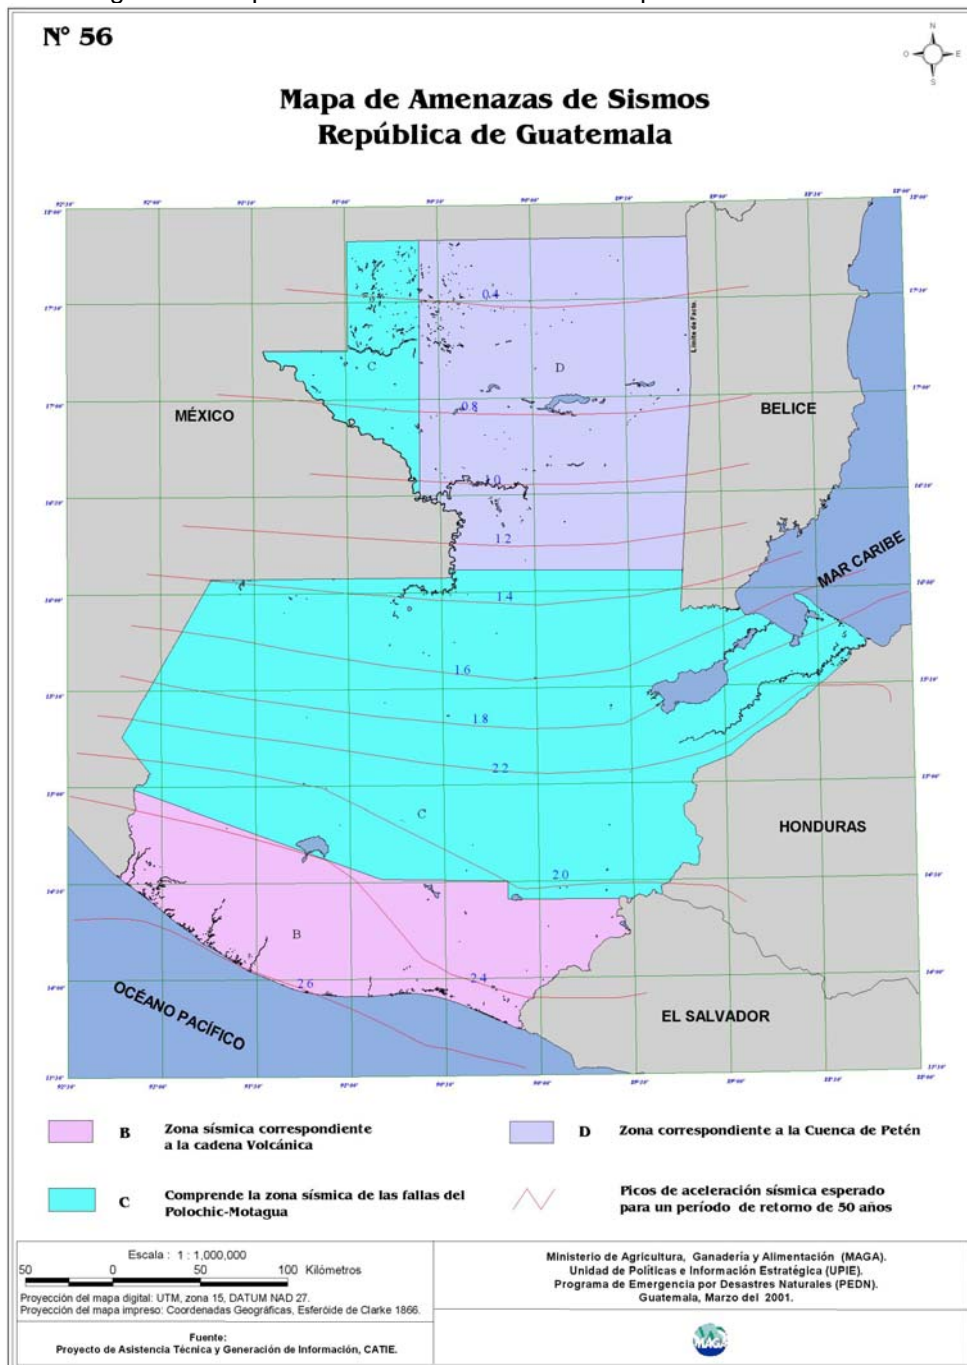 N° 56
N
O
E
S
Mapa de Amenazas de Sismos
República de Guatemala
0.4
Límite de Facto.
C
D
0.8
MÉXICO
BELICE
1.0
1.2
MAR CARIBE
1.4
1.6
1.8
2.2
C
HONDURAS
2.0
B
2.4
2.6
OCÉANO PACÍFICO
EL SALVADOR
B Zona sísmica correspondiente
a la cadena Volcánica
D Zona correspondiente a la Cuenca de Petén
C Comprende la zona sísmica de las fallas del
Polochic-Motagua
Picos de aceleración sísmica esperado
para un período de retorno de 50 años
Escala : 1 : 1,000,000
50 0 50 100 Kilómetros
Proyección del mapa digital: UTM, zona 15, DATUM NAD 27.
Proyección del mapa impreso: Coordenadas Geográficas, Esferóide de Clarke 1866.
Fuente:
Proyecto de Asistencia Técnica y Generación de Información, CATIE.
Ministerio de Agricultura, Ganadería y Alimentación (MAGA).
Unidad de Políticas e Información Estratégica (UPIE).
Programa de Emergencia por Desastres Naturales (PEDN).
Guatemala, Marzo del 2001.
MAGA